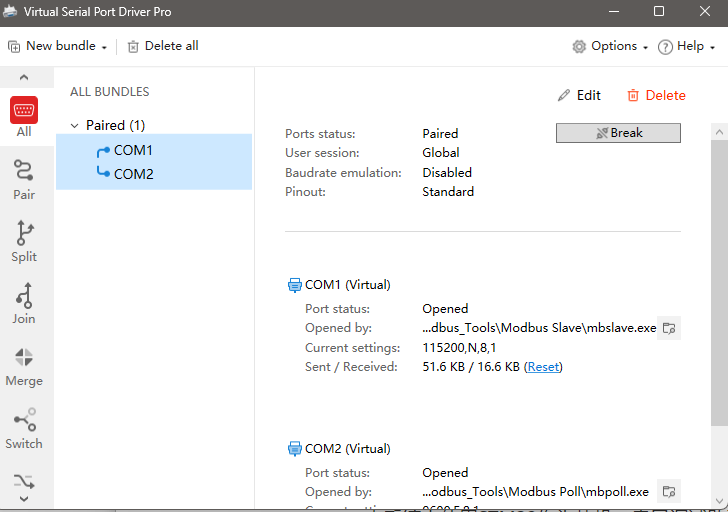 Virtual Serial Port Driver Pro
New bundle
Delete all
Options
Help
ALL BUNDLES
Edit
Delete
All
Paired (1)
COM1
COM2
Ports status: Paired
Break
User session: Global
Baudrate emulation: Disabled
Pinout: Standard
Pair
Split
Join
Merge
Switch
COM1 (Virtual)
Port status: Opened
Opened by: ...dbus_Tools\Modbus Slave\mbslave.exe
Current settings: 115200,N,8,1
Sent / Received: 51.6 KB / 16.6 KB (Reset)
COM2 (Virtual)
Port status: Opened
Opened by: ...odbus_Tools\Modbus Poll\mbpoll.exe